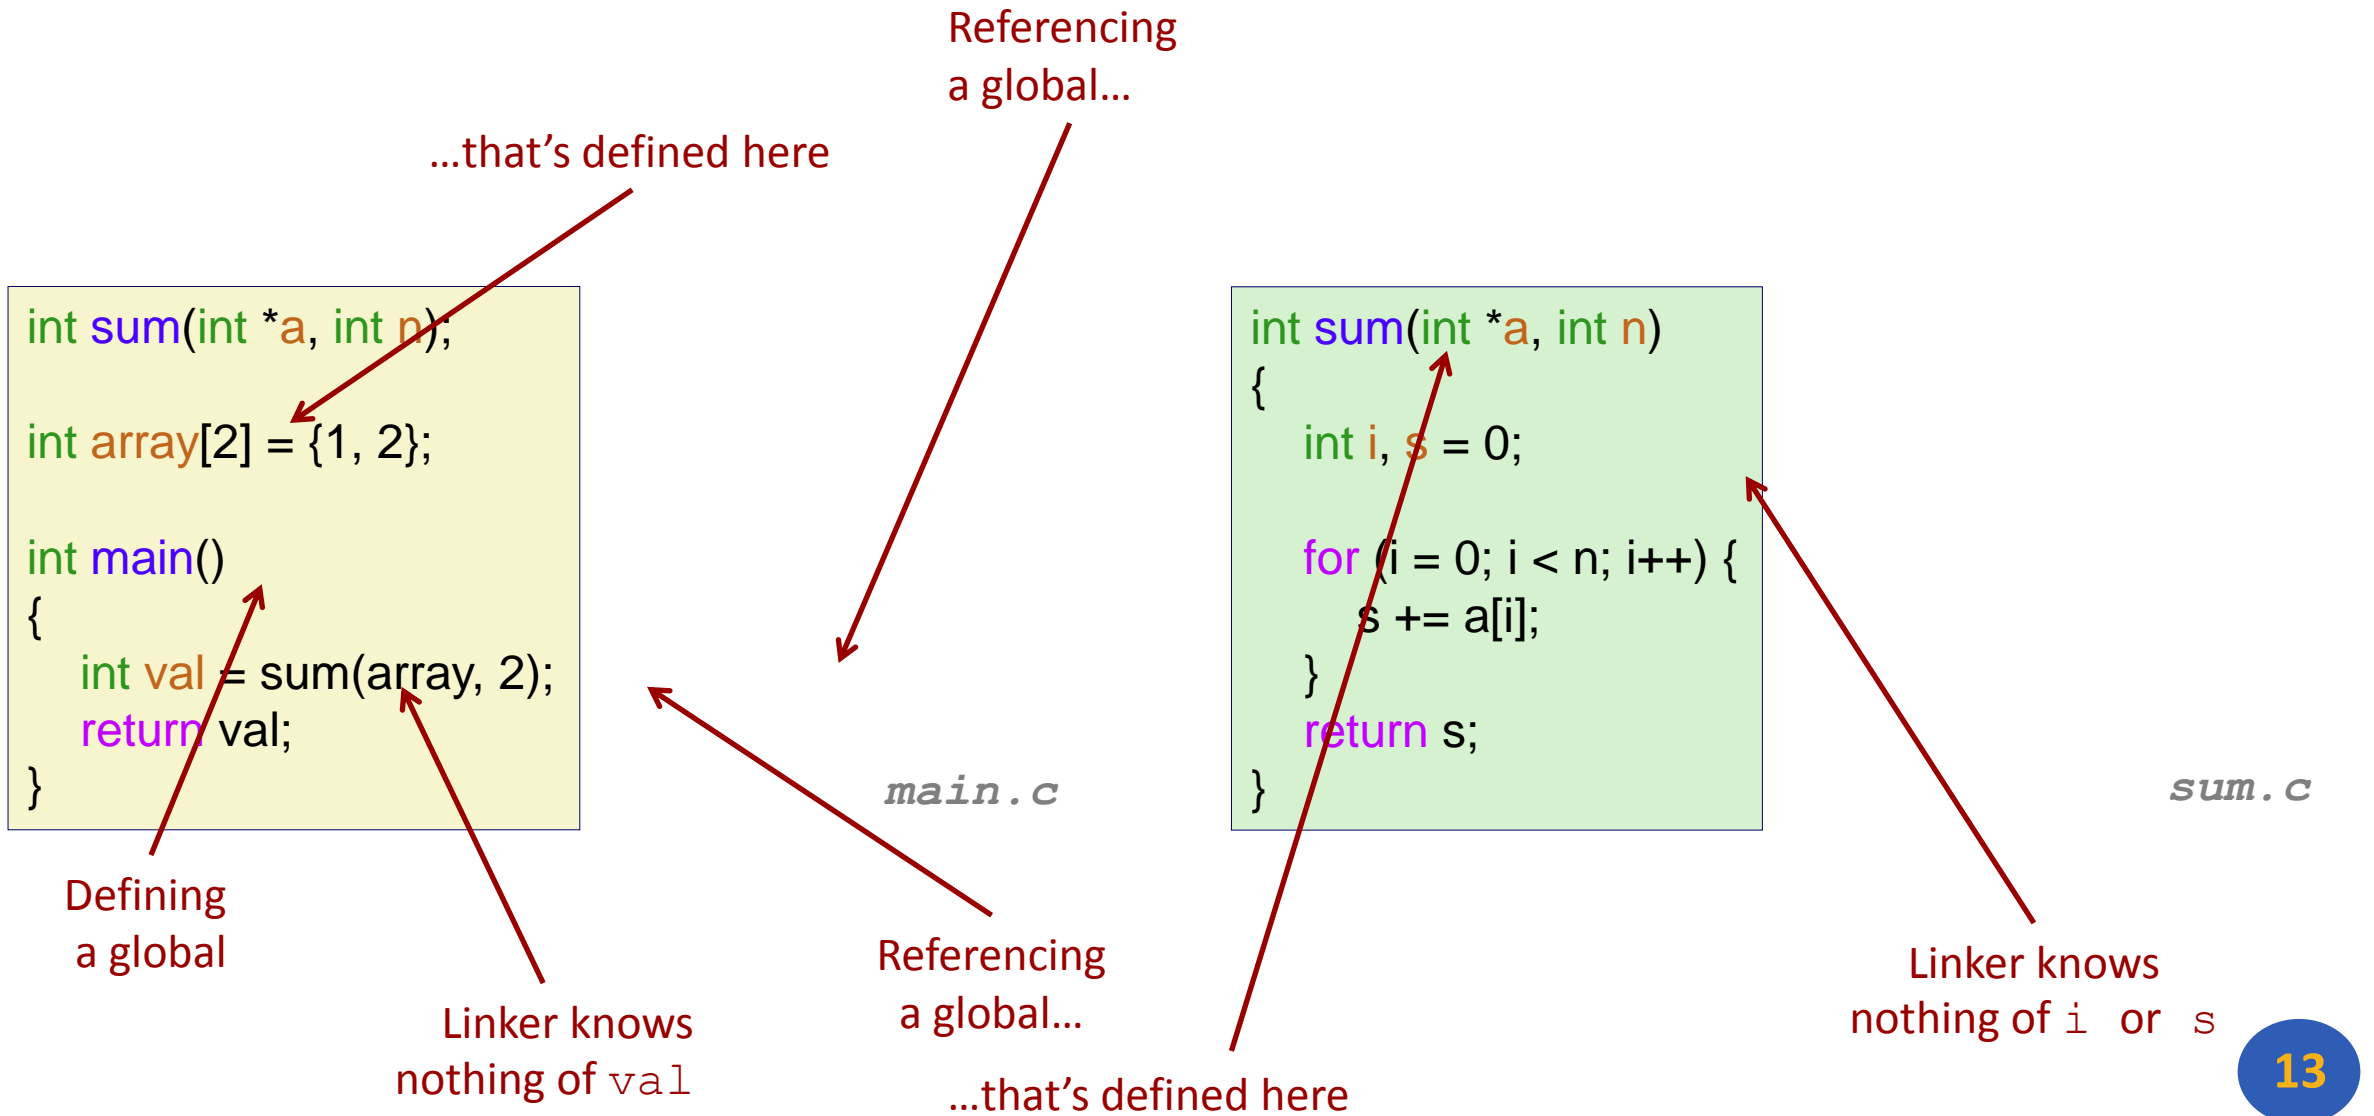 Referencing
a global…
…that’s defined here
int sum(int *a, int n);
int array[2] = {1, 2};
int main()
{
int val = sum(array, 2);
return val;
}
main.c
int sum(int *a, int n)
{
int i, s = 0;
for (i = 0; i < n; i++) {
s += a[i];
}
return s;
}
sum.c
Defining
a global
Linker knows
nothing of val
Referencing
a global…
…that’s defined here
Linker knows
nothing of i or s
13